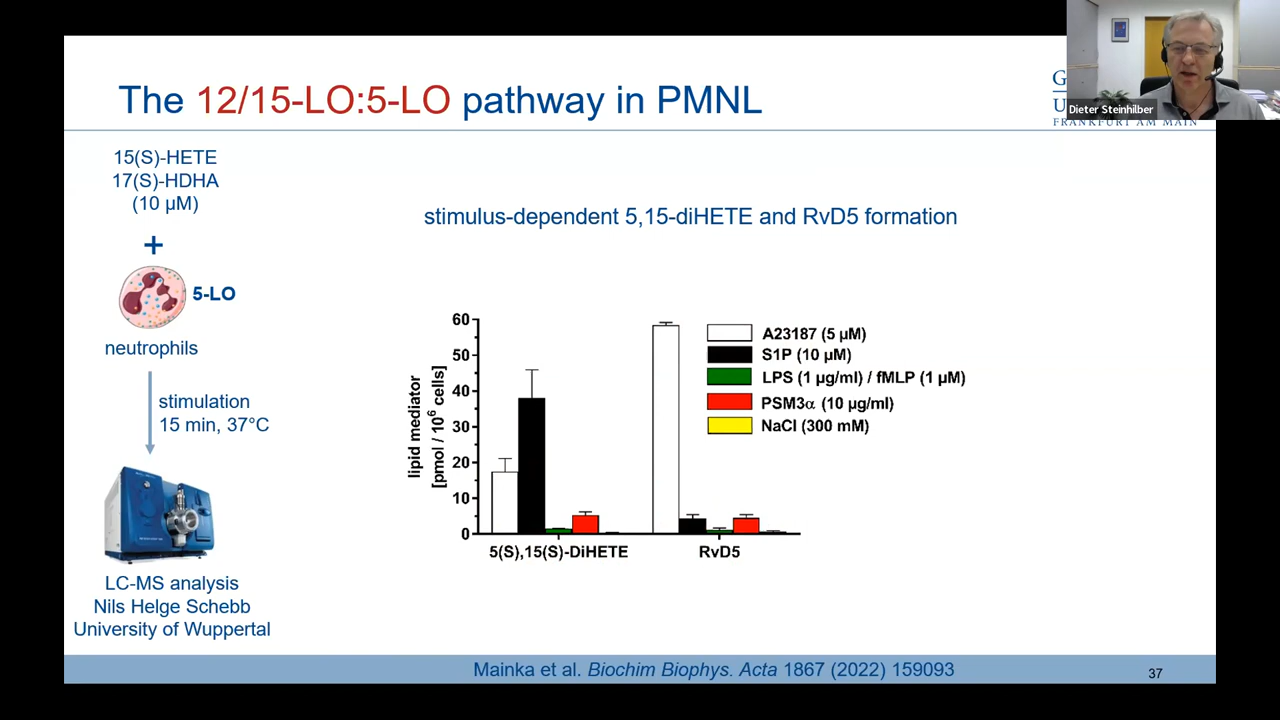 The 12/15-LO:5-LO pathway in PMNL
G
U
FRANKFURT AM MAIN
Dieter Steinhilber
15(S)-HETE
17(S)-HDHA
(10 µM)
+
5-LO
neutrophils
stimulation
15 min, 37°C
LC-MS analysis
Nils Helge Schebb
University of Wuppertal
stimulus-dependent 5,15-diHETE and RvD5 formation
lipid mediator
[pmol / 10⁶ cells]
60
50
40
30
20
10
0
5(S),15(S)-DiHETE
RvD5
A23187 (5 µM)
S1P (10 µM)
LPS (1 µg/ml) / fMLP (1 µM)
PSM3α (10 µg/ml)
NaCl (300 mM)
Mainka et al. Biochim Biophys. Acta 1867 (2022) 159093
37